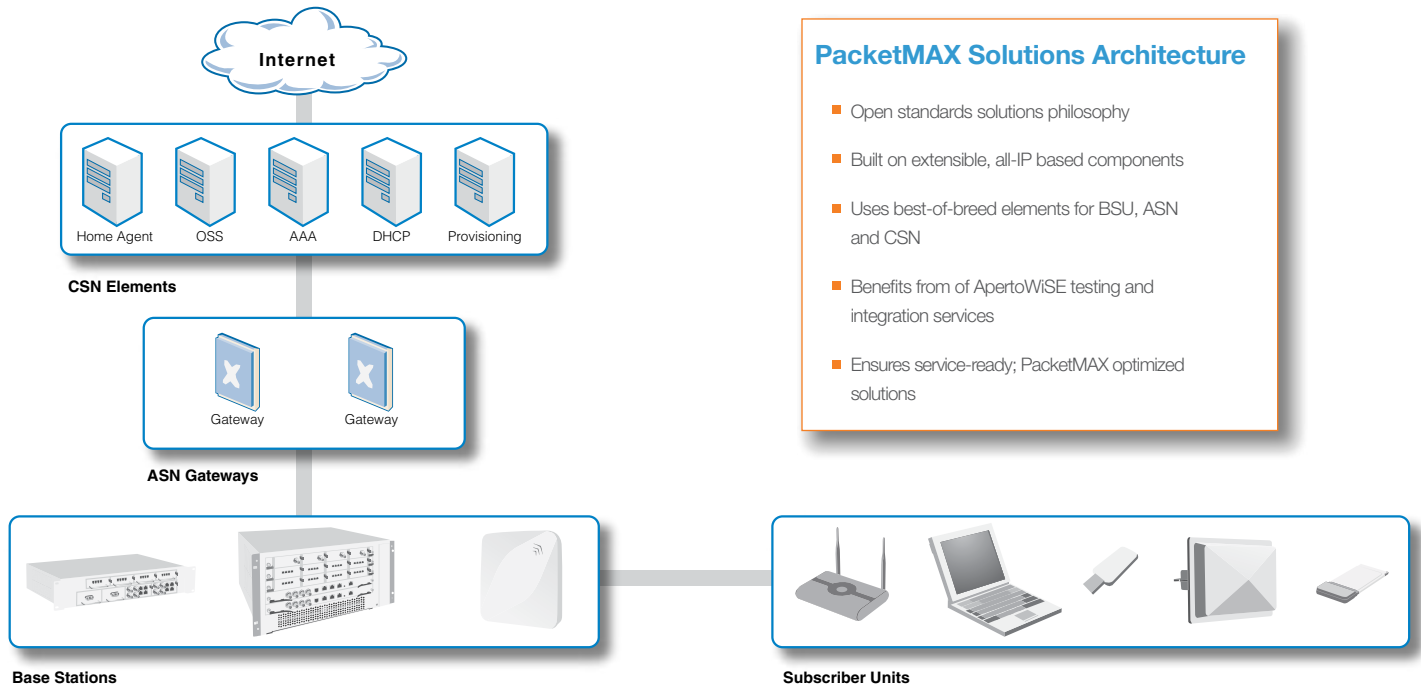 Internet
Home Agent OSS AAA DHCP Provisioning
CSN Elements
Gateway Gateway
ASN Gateways
Base Stations
PacketMAX Solutions Architecture
Open standards solutions philosophy
Built on extensible, all-IP based components
Uses best-of-breed elements for BSU, ASN
and CSN
Benefits from of ApertoWiSE testing and
integration services
Ensures service-ready; PacketMAX optimized
solutions
Subscriber Units